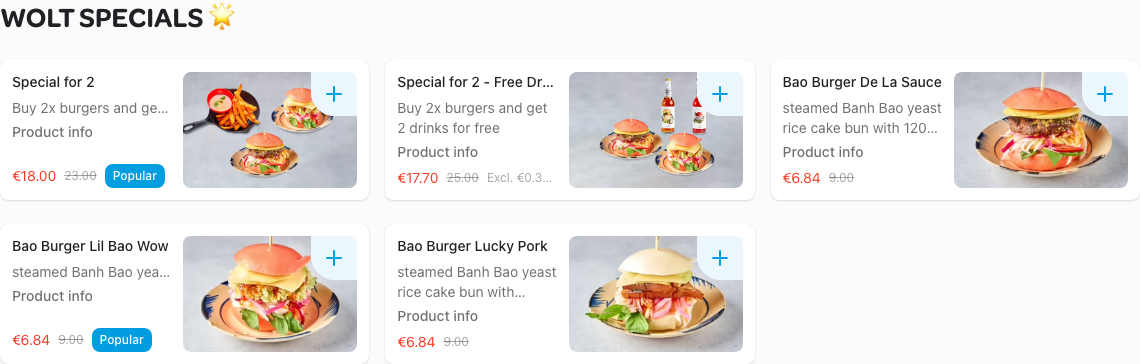 WOLT SPECIALS 🌟
Special for 2
Buy 2x burgers and ge...
Product info
€18.00 23.00 Popular
Special for 2 - Free Dr...
Buy 2x burgers and get
2 drinks for free
Product info
€17.70 25.00 Excl. €0.3...
Bao Burger De La Sauce
steamed Banh Bao yeast
rice cake bun with 120...
Product info
€6.84 9.00
Bao Burger Lil Bao Wow
steamed Banh Bao yea...
Product info
€6.84 9.00 Popular
Bao Burger Lucky Pork
steamed Banh Bao yeast
rice cake bun with...
Product info
€6.84 9.00